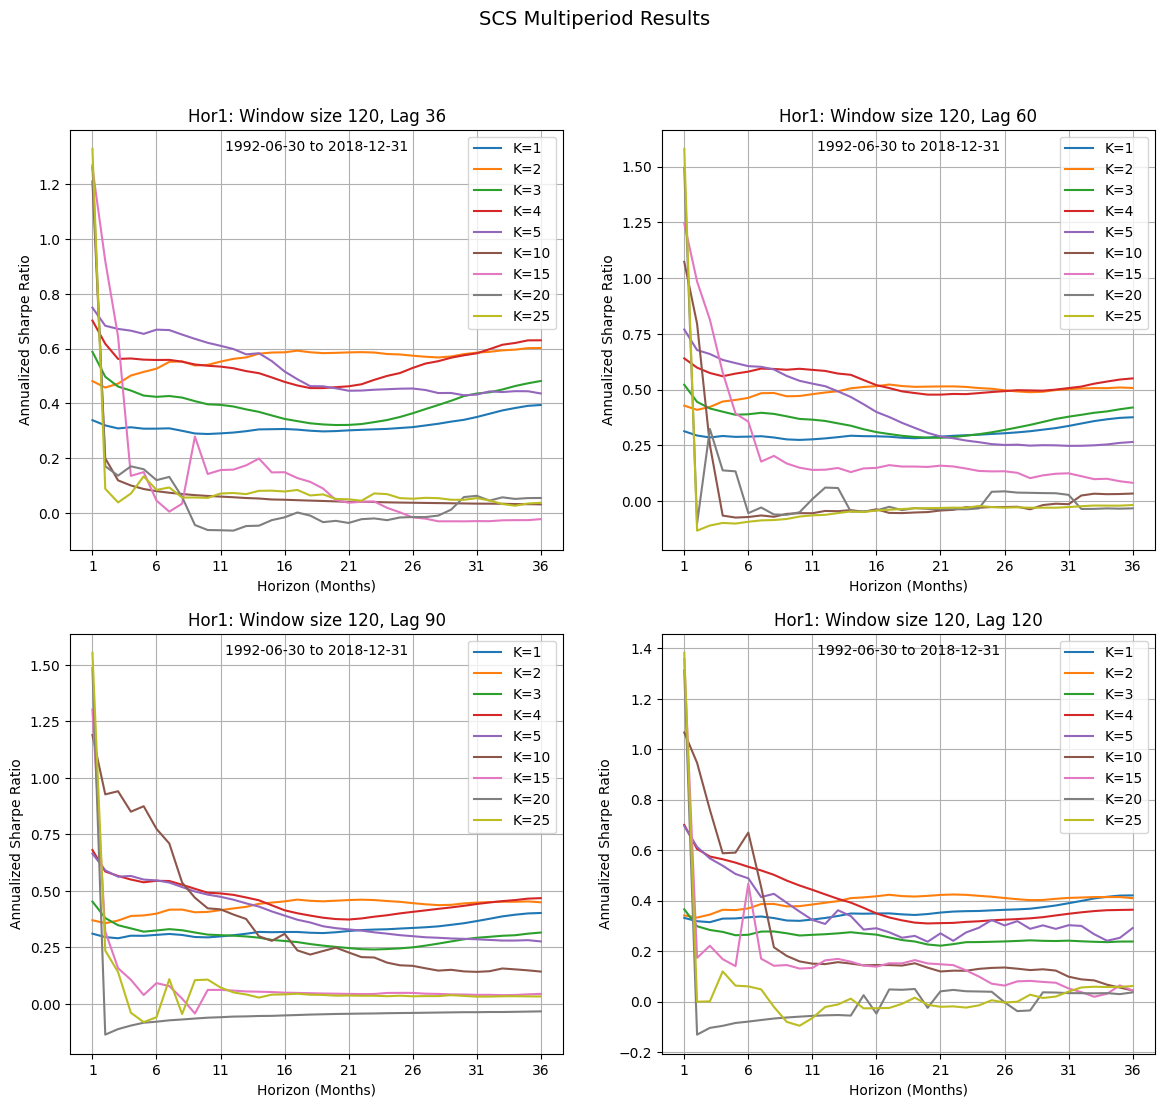 SCS Multiperiod Results
Hor1: Window size 120, Lag 36
1992-06-30 to 2018-12-31
K=1
K=2
K=3
K=4
K=5
K=10
K=15
K=20
K=25
Annualized Sharpe Ratio
1.2
1.0
0.8
0.6
0.4
0.2
0.0
1 6 11 16 21 26 31 36
Horizon (Months)
Hor1: Window size 120, Lag 60
1992-06-30 to 2018-12-31
K=1
K=2
K=3
K=4
K=5
K=10
K=15
K=20
K=25
Annualized Sharpe Ratio
1.50
1.25
1.00
0.75
0.50
0.25
0.00
1 6 11 16 21 26 31 36
Horizon (Months)
Hor1: Window size 120, Lag 90
1992-06-30 to 2018-12-31
K=1
K=2
K=3
K=4
K=5
K=10
K=15
K=20
K=25
Annualized Sharpe Ratio
1.50
1.25
1.00
0.75
0.50
0.25
0.00
1 6 11 16 21 26 31 36
Horizon (Months)
Hor1: Window size 120, Lag 120
1992-06-30 to 2018-12-31
K=1
K=2
K=3
K=4
K=5
K=10
K=15
K=20
K=25
Annualized Sharpe Ratio
1.4
1.2
1.0
0.8
0.6
0.4
0.2
0.0
−0.2
1 6 11 16 21 26 31 36
Horizon (Months)